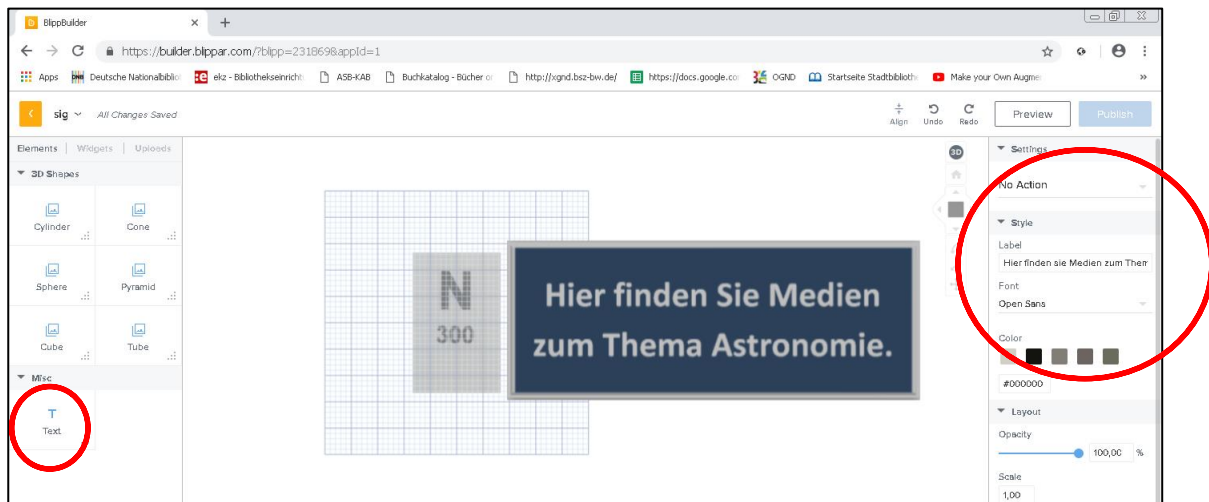 BlippBuilder
https://builder.blippar.com/?blipp=231869&appId=1
Apps
Deutsche Nationalbiblio
ekz - Bibliothekseinricht
ASB-KAB
Buchkatalog - Bücher or
http://xgnd.bsz-bw.de/
https://docs.google.co
OGND
Startseite Stadtbiblioth
Make your Own Augme
»
sig
All Changes Saved
Align
Undo
Redo
Preview
Publish
Elements | Widgets | Uploads
3D Shapes
Cylinder
Cone
Sphere
Pyramid
Cube
Tube
Misc
T
Text
N
300
Hier finden Sie Medien
zum Thema Astronomie.
3D
Settings
No Action
Style
Label
Hier finden sie Medien zum Them
Font
Open Sans
Color
#000000
Layout
Opacity
100,00 %
Scale
1,00